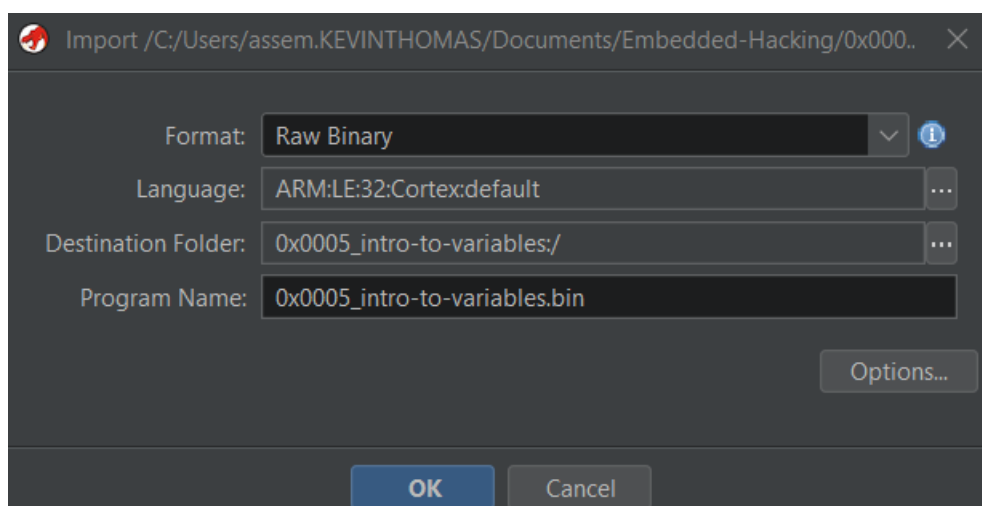 Import /C:/Users/assem.KEVINTHOMAS/Documents/Embedded-Hacking/0x000..
Format: Raw Binary
Language: ARM:LE:32:Cortex:default ...
Destination Folder: 0x0005_intro-to-variables:/ ...
Program Name: 0x0005_intro-to-variables.bin
Options...
OK Cancel